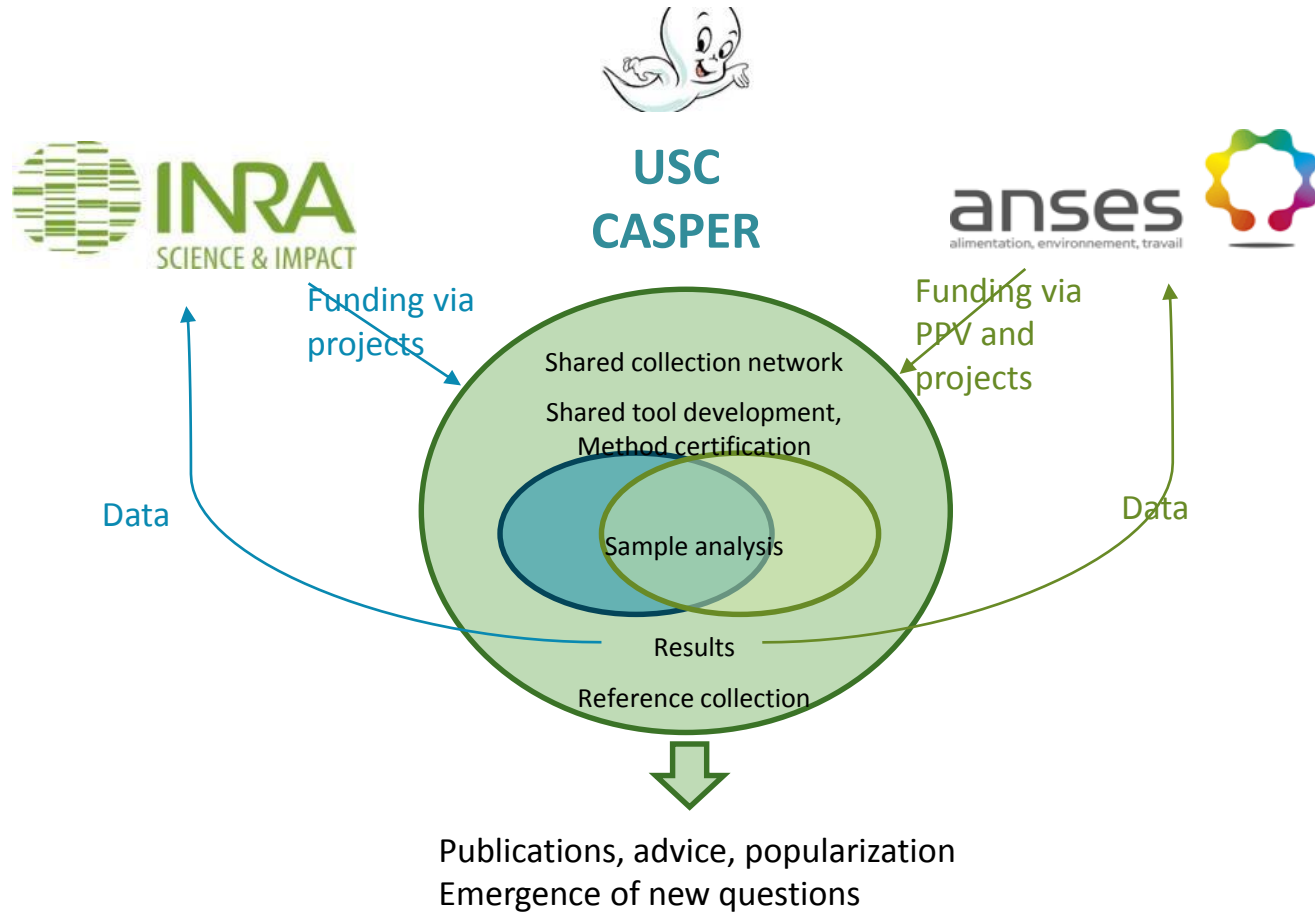 USC
CASPER
INRA
SCIENCE & IMPACT
anses
alimentation, environnement, travail
Funding via
projects
Funding via
PPV and
projects
Shared collection network
Shared tool development,
Method certification
Data
Data
Sample analysis
Results
Reference collection
Publications, advice, popularization
Emergence of new questions